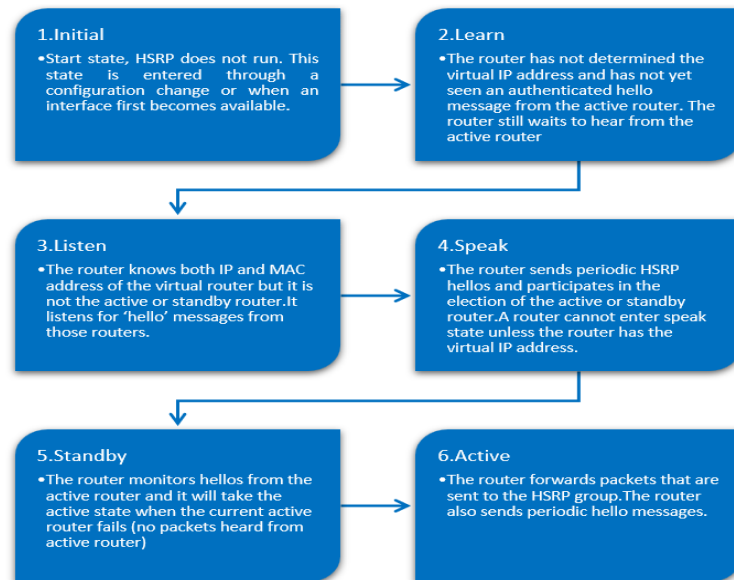 1.Initial
•Start state, HSRP does not run. This
state is entered through a
configuration change or when an
interface first becomes available.
2.Learn
•The router has not determined the
virtual IP address and has not yet
seen an authenticated hello
message from the active router. The
router still waits to hear from the
active router
3.Listen
•The router knows both IP and MAC
address of the virtual router but it is
not the active or standby router.It
listens for ‘hello’ messages from
those routers.
4.Speak
•The router sends periodic HSRP
hellos and participates in the
election of the active or standby
router.A router cannot enter speak
state unless the router has the
virtual IP address.
5.Standby
•The router monitors hellos from the
active router and it will take the
active state when the current active
router fails (no packets heard from
active router)
6.Active
•The router forwards packets that are
sent to the HSRP group.The router
also sends periodic hello messages.